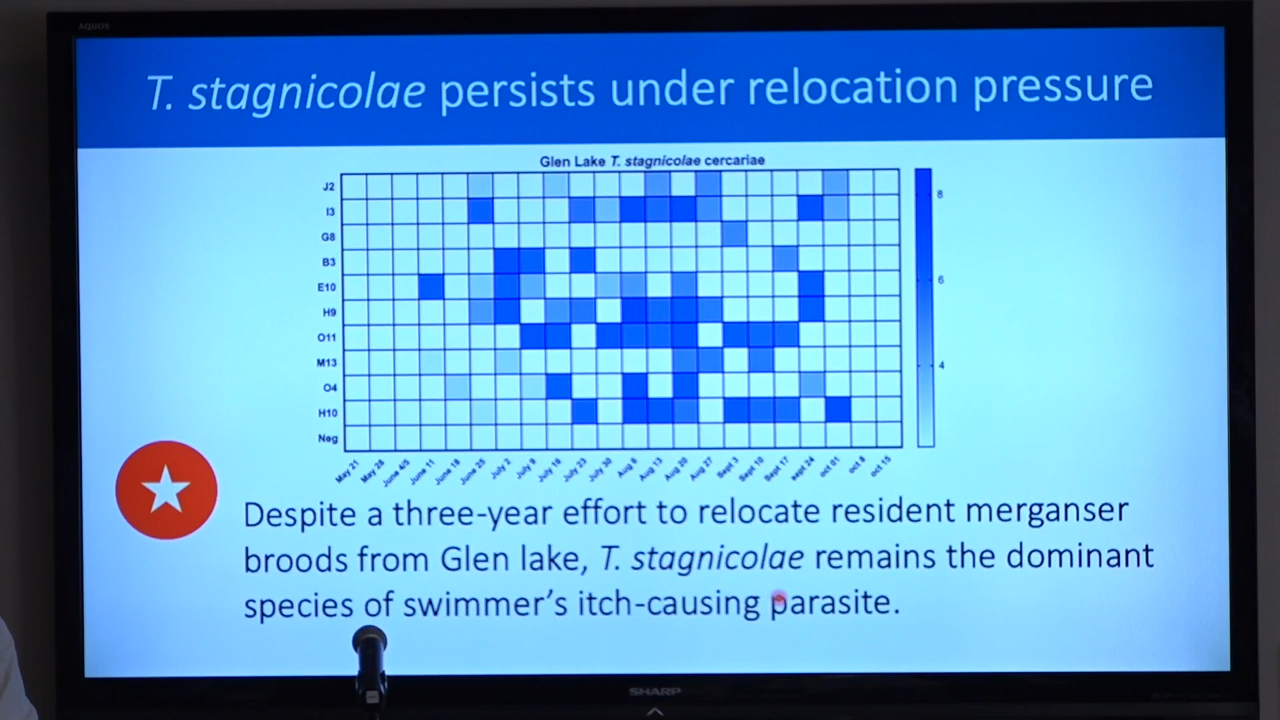 AQUOS
T. stagnicolae persists under relocation pressure
Glen Lake T. stagnicolae cercariae
J2
I3
G8
B3
E10
H9
O11
M13
O4
H10
Neg
8
6
4
May 21
May 28
June 4/5
June 11
June 18
June 25
July 2
July 9
July 16
July 23
July 30
Aug 6
Aug 13
Aug 20
Aug 27
Sept 3
Sept 10
Sept 17
sept 24
oct 01
oct 8
oct 15
Despite a three-year effort to relocate resident merganser
broods from Glen lake, T. stagnicolae remains the dominant
species of swimmer's itch-causing parasite.
SHARP